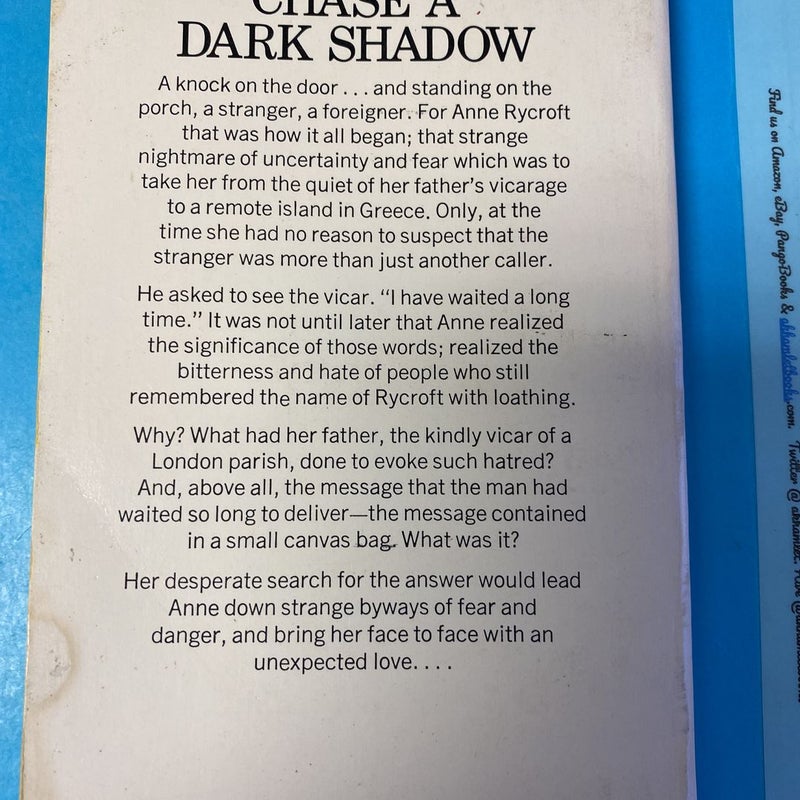 CHASE A
DARK SHADOW
A knock on the door . . . and standing on the
porch, a stranger, a foreigner. For Anne Rycroft
that was how it all began; that strange
nightmare of uncertainty and fear which was to
take her from the quiet of her father’s vicarage
to a remote island in Greece. Only, at the
time she had no reason to suspect that the
stranger was more than just another caller.
He asked to see the vicar. “I have waited a long
time.” It was not until later that Anne realized
the significance of those words; realized the
bitterness and hate of people who still
remembered the name of Rycroft with loathing.
Why? What had her father, the kindly vicar of a
London parish, done to evoke such hatred?
And, above all, the message that the man had
waited so long to deliver—the message contained
in a small canvas bag. What was it?
Her desperate search for the answer would lead
Anne down strange byways of fear and
danger, and bring her face to face with an
unexpected love. . . .
Find us on Amazon, eBay, PangoBooks & akhamletbooks.com. Twitter @